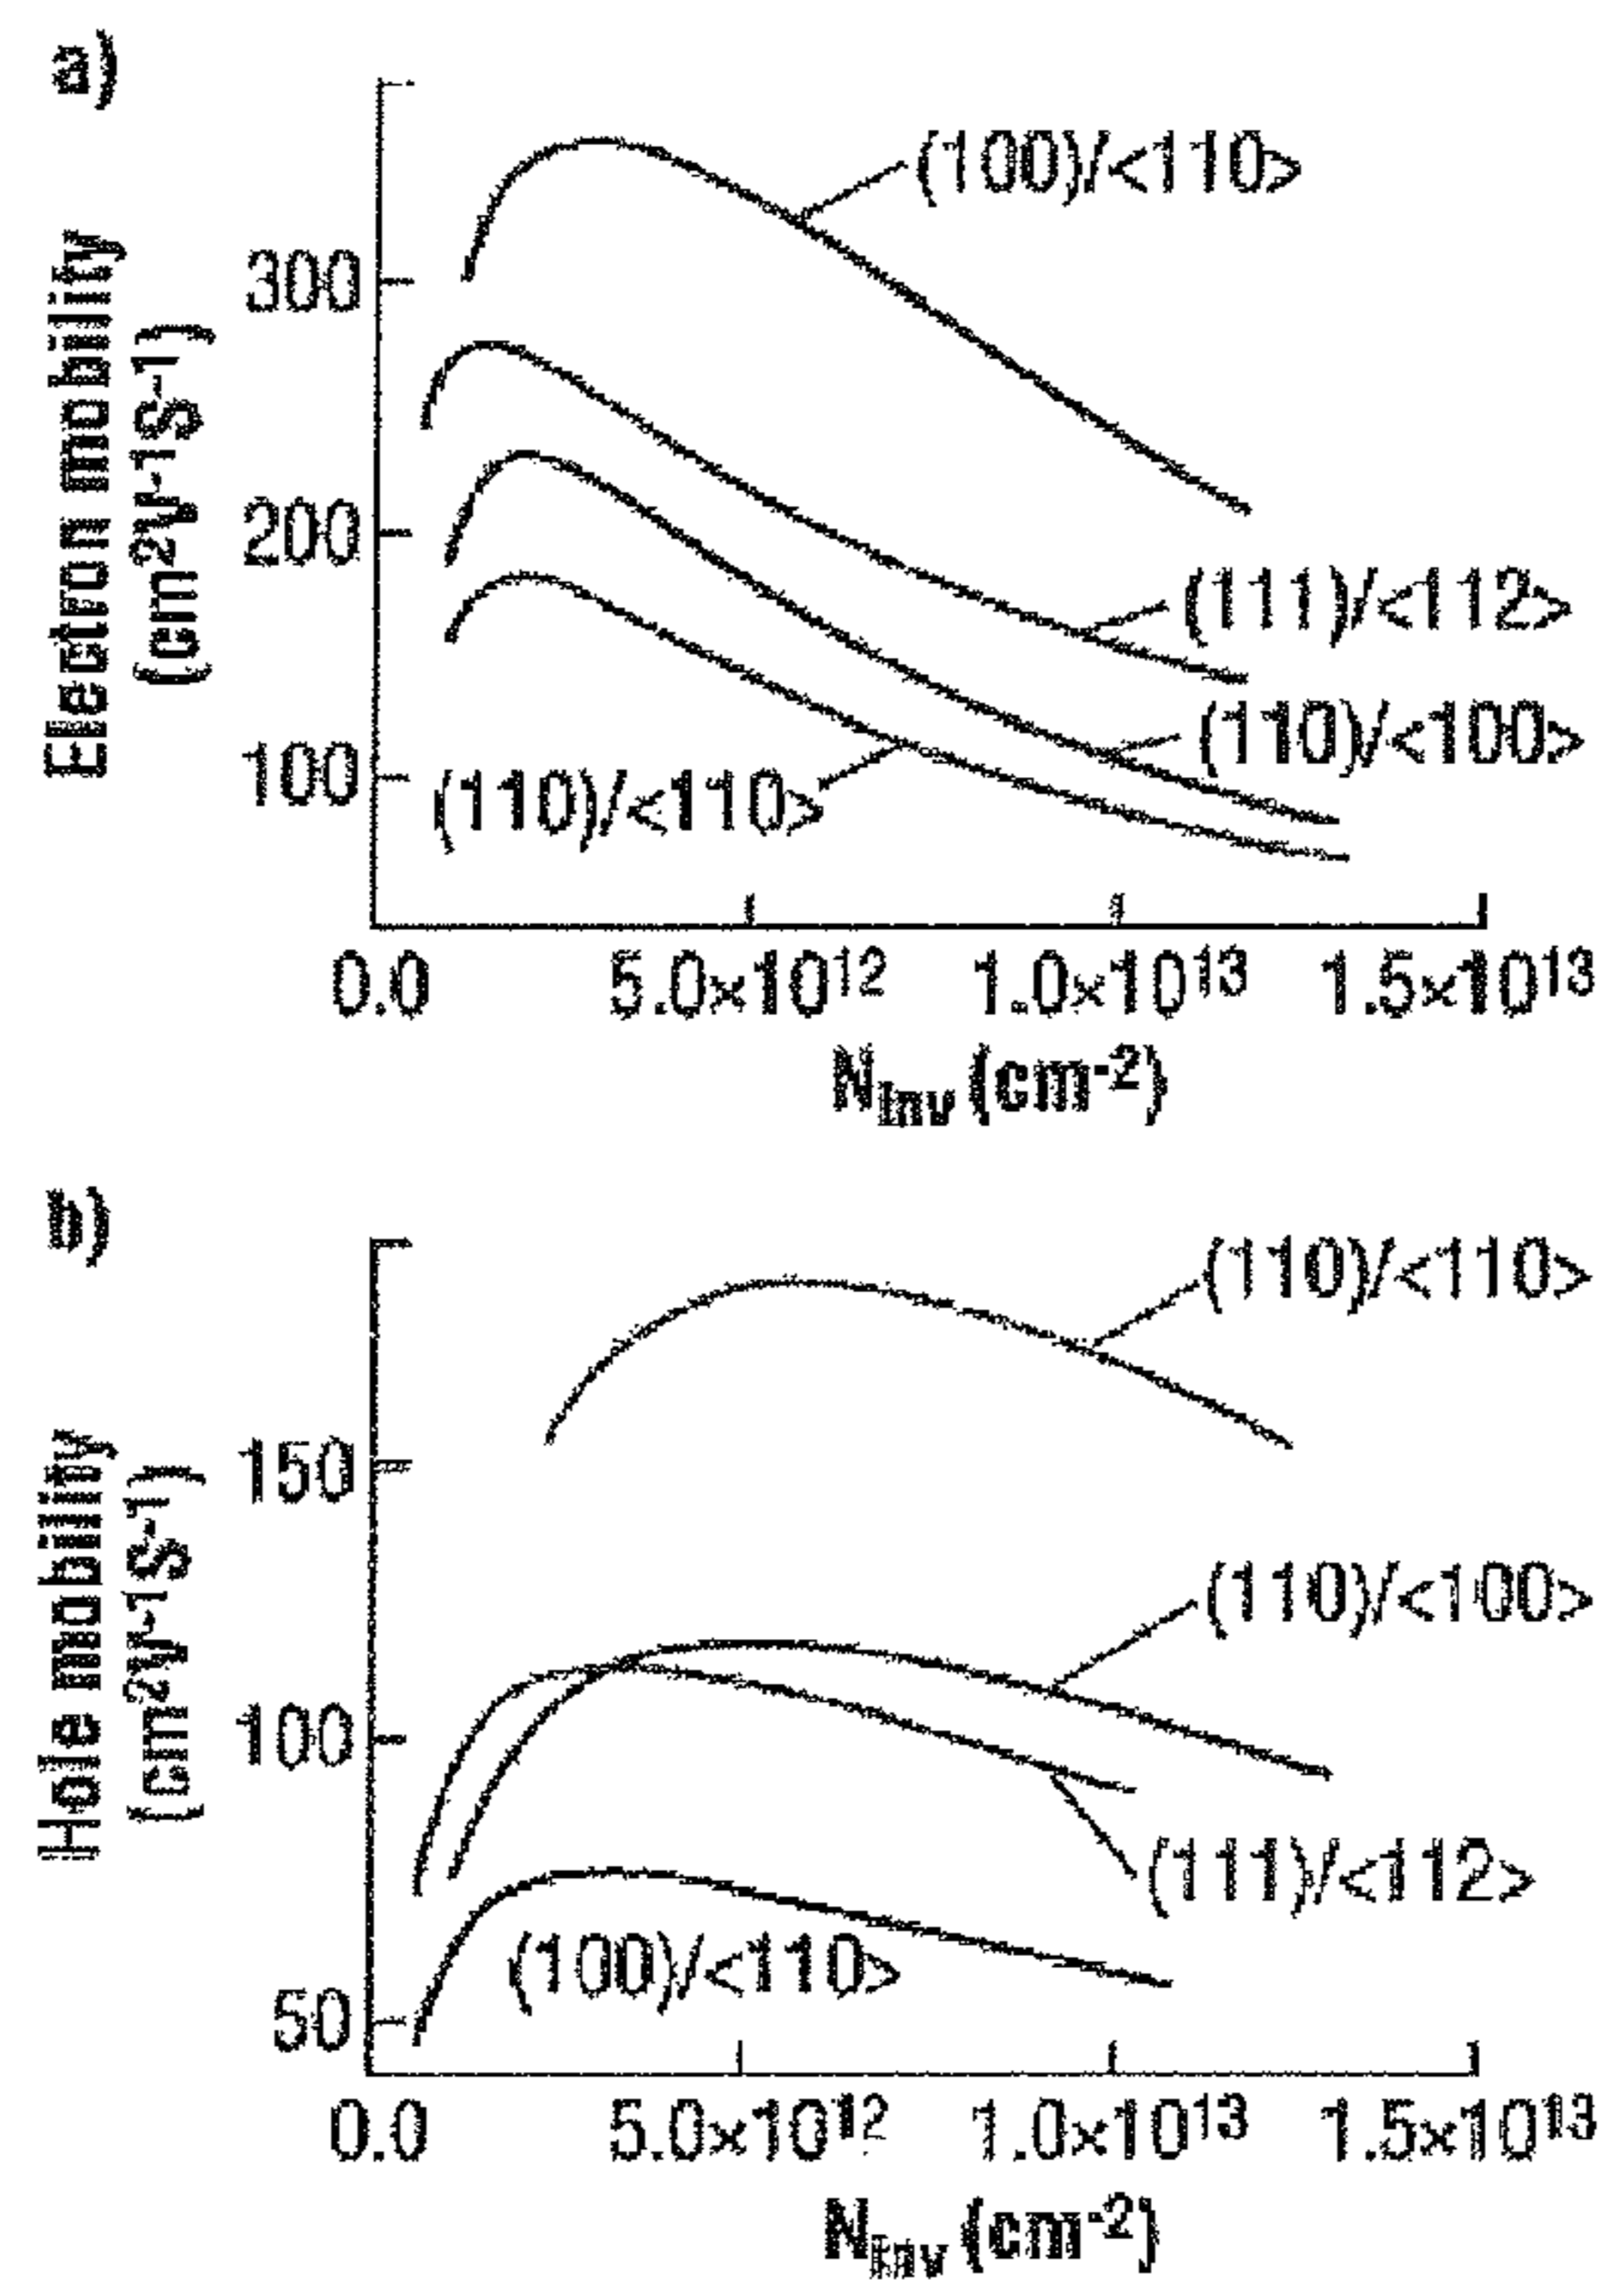 a)
Electron mobility
(cm²V⁻¹S⁻¹)
300
200
100
(100)/<110>
(111)/<112>
(110)/<100>
(110)/<110>
0.0 5.0×10¹² 1.0×10¹³ 1.5×10¹³
Nᵢₙᵥ (cm⁻²)
b)
Hole mobility
(cm²V⁻¹S⁻¹)
150
100
50
(110)/<110>
(110)/<100>
(111)/<112>
(100)/<110>
0.0 5.0×10¹² 1.0×10¹³ 1.5×10¹³
Nᵢₙᵥ (cm⁻²)